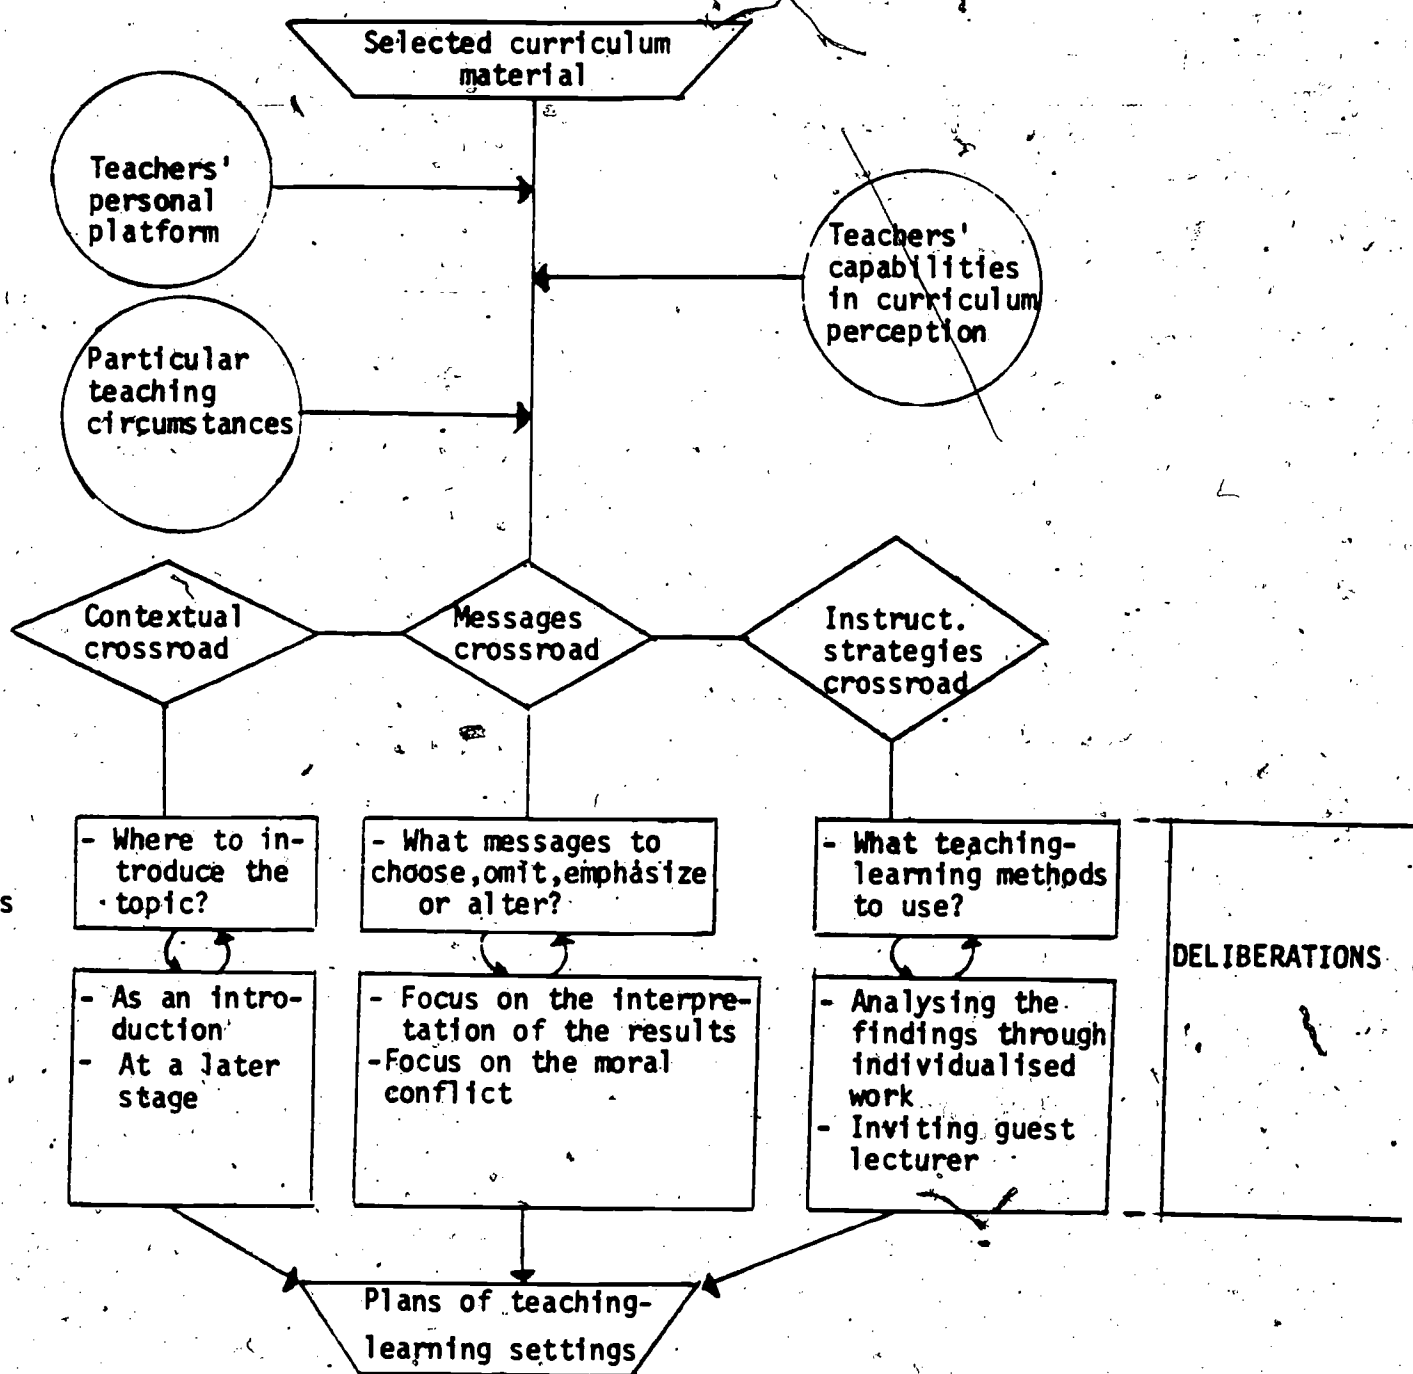 Selected curriculum
material
Teachers'
personal
platform
Teachers'
capabilities
in curriculum
perception
Particular
teaching
circumstances
Contextual
crossroad
Messages
crossroad
Instruct.
strategies
crossroad
- Where to in-
troduce the
topic?
- What messages to
choose,omit,emphasize
or alter?
- What teaching-
learning methods
to use?
s
DELIBERATIONS
- As an intro-
duction
- At a later
stage
- Focus on the interpre-
tation of the results
-Focus on the moral
conflict
- Analysing the
findings through
individualised
work
- Inviting guest
lecturer
Plans of teaching-
learning settings